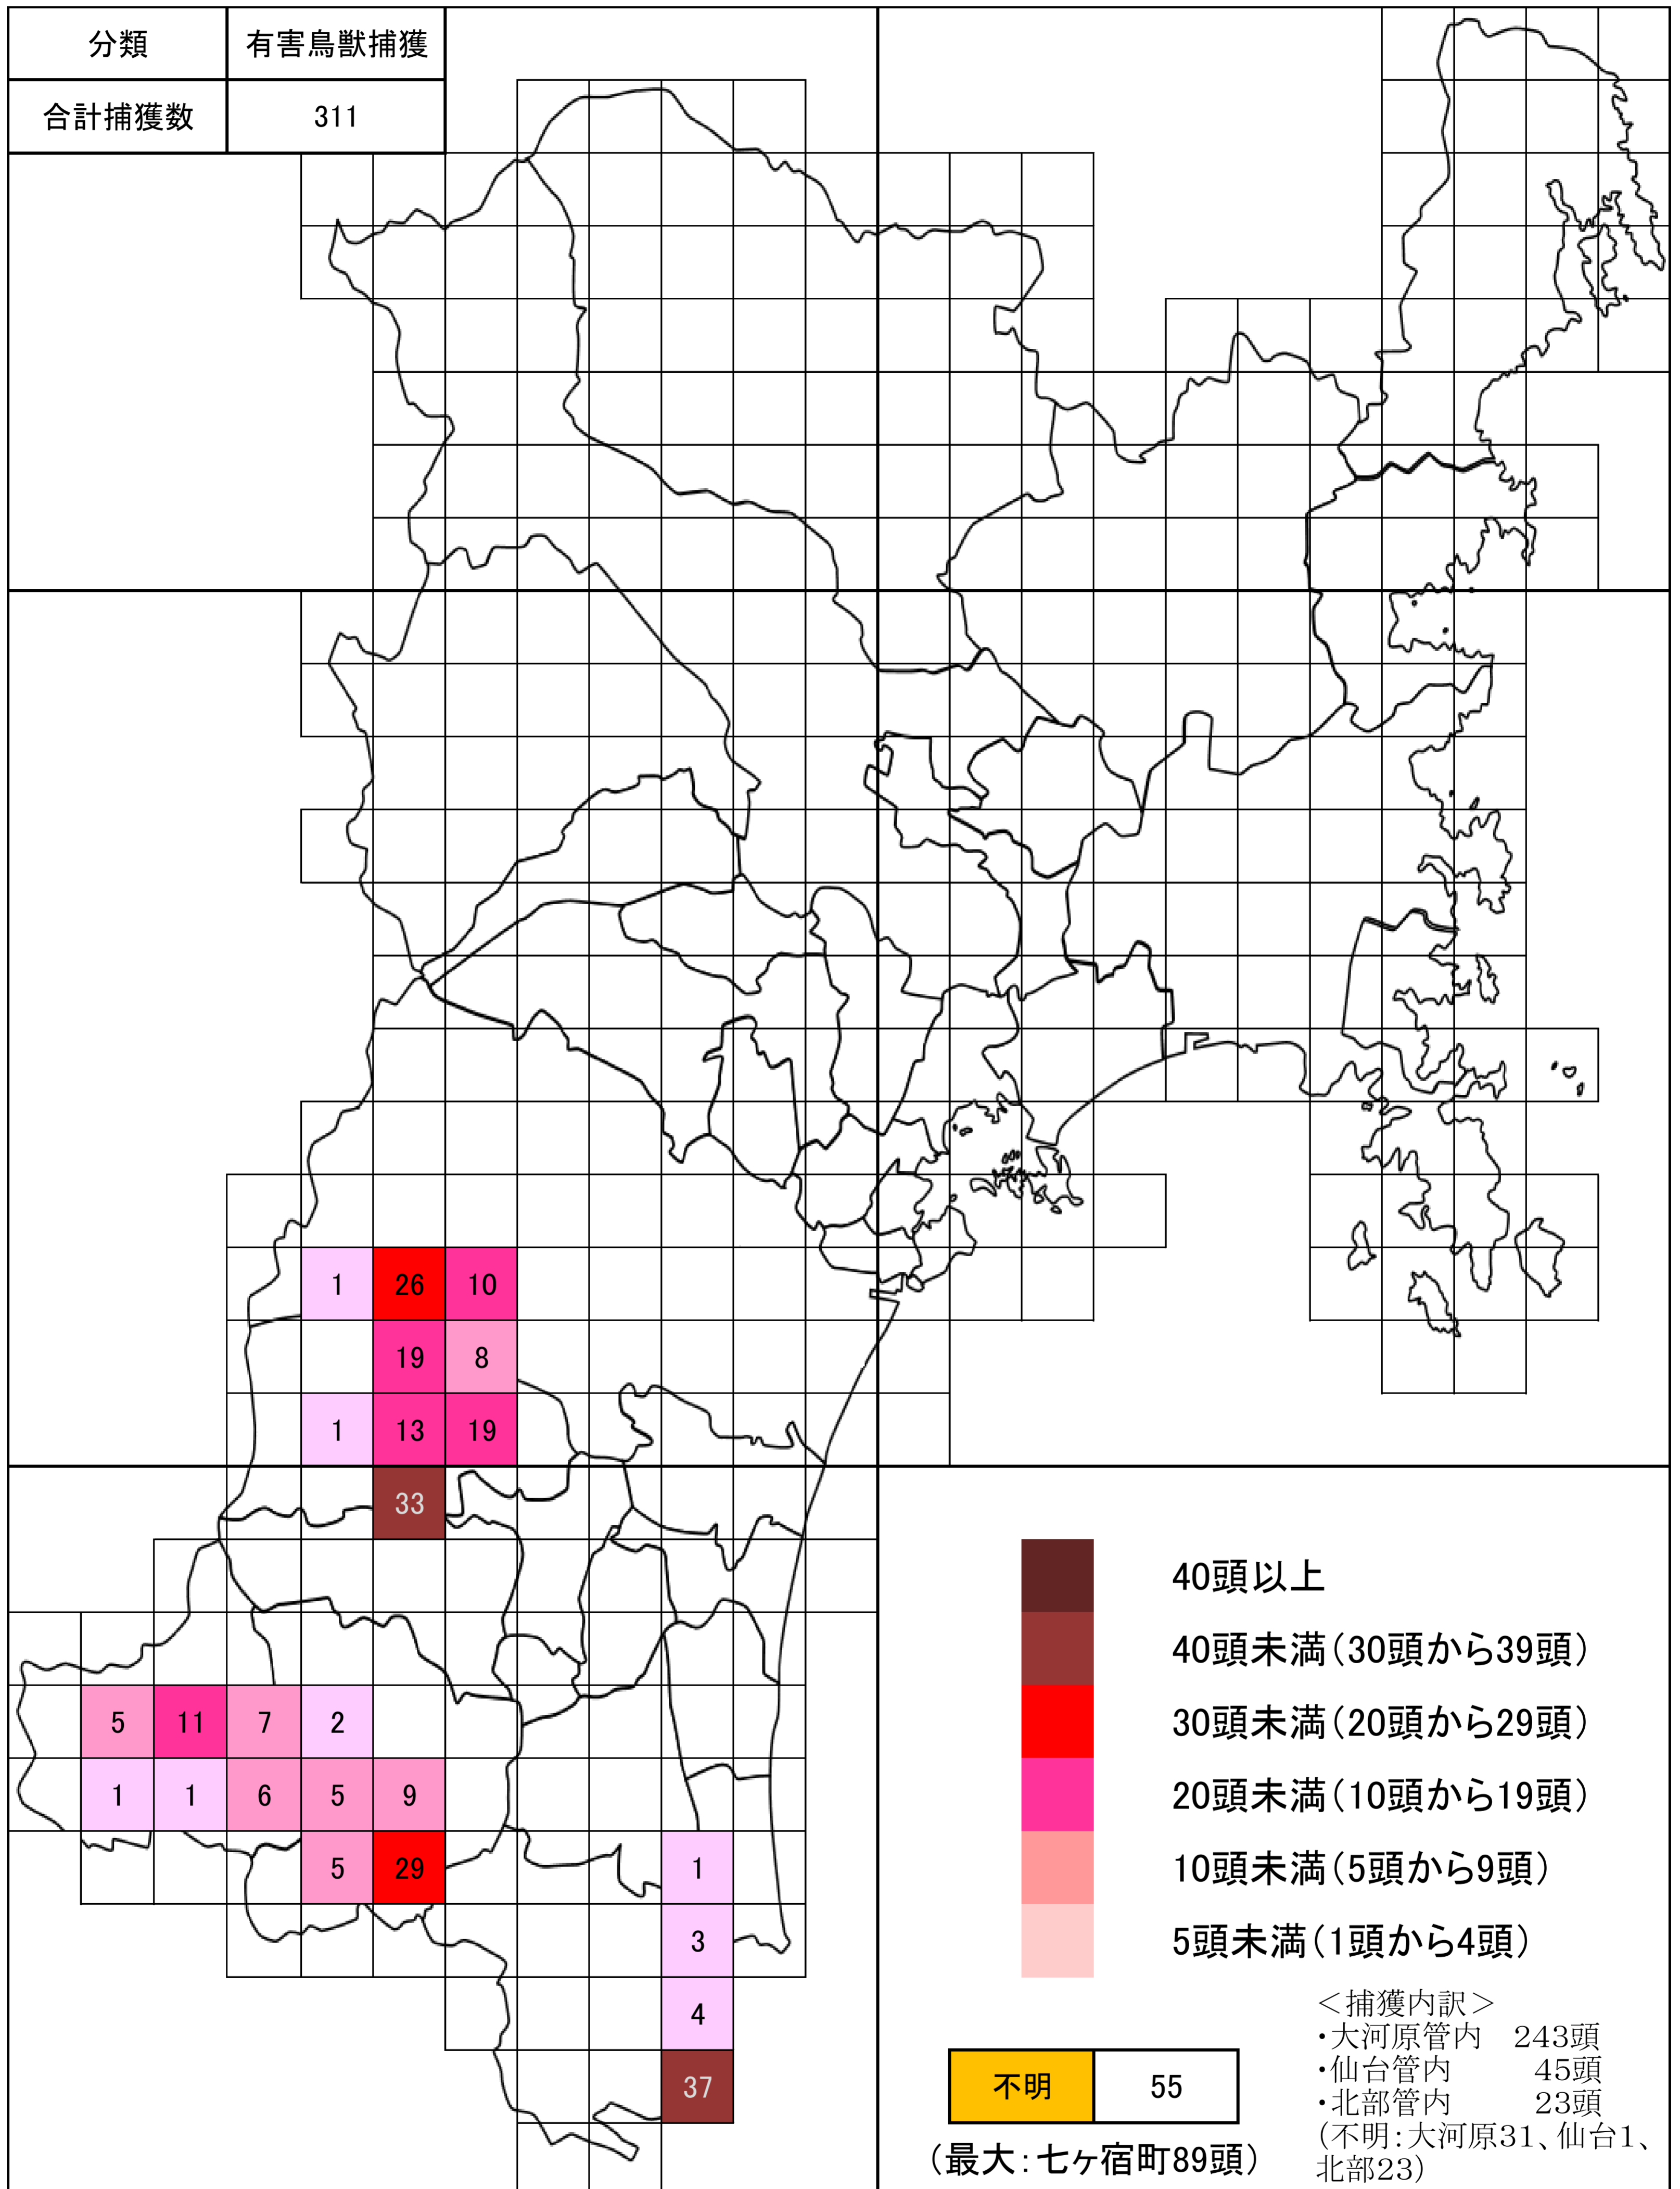 分類 有害鳥獣捕獲
合計捕獲数 311
1 26 10
19 8
1 13 19
33
5 11 7 2
1 1 6 5 9
5 29 1
3
4
37
40頭以上
40頭未満(30頭から39頭)
30頭未満(20頭から29頭)
20頭未満(10頭から19頭)
10頭未満(5頭から9頭)
5頭未満(1頭から4頭)
不明 55
(最大:七ヶ宿町89頭)
<捕獲内訳>
・大河原管内 243頭
・仙台管内 45頭
・北部管内 23頭
(不明:大河原31、仙台1、
北部23)